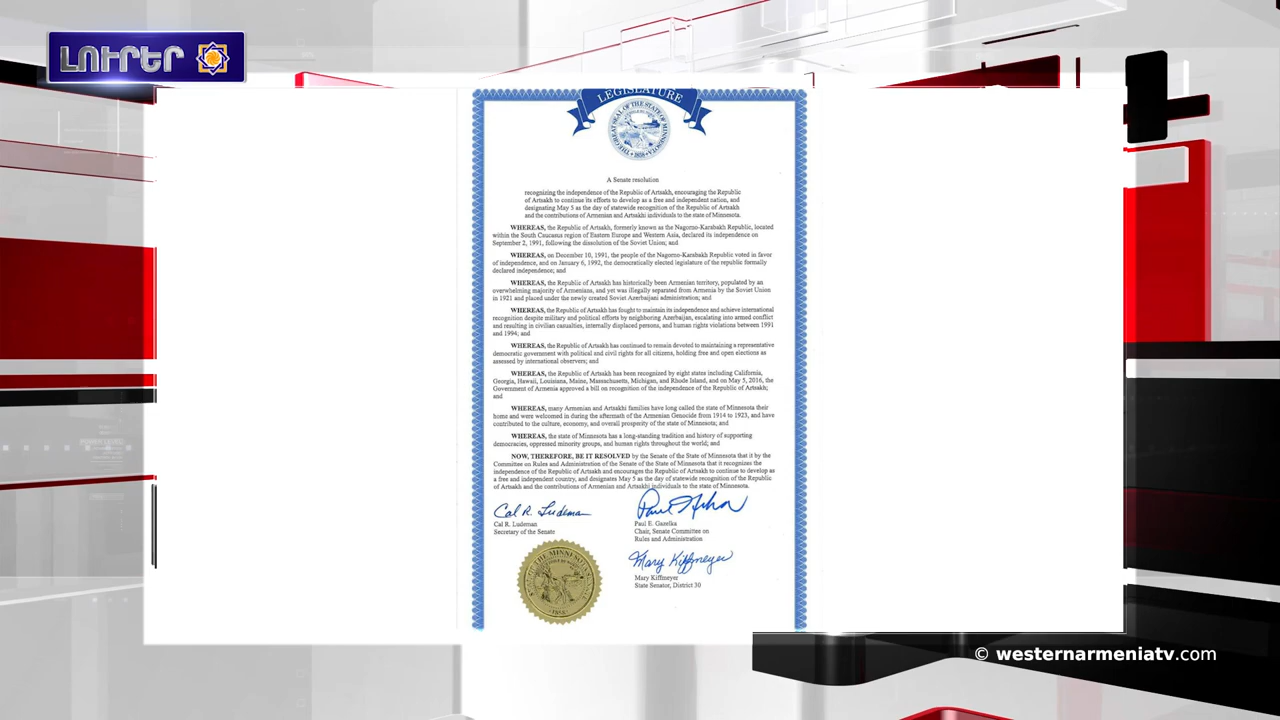 ԼՈՒՐԵՐ
LEGISLATURE
THE GREAT SEAL OF THE STATE OF MINNESOTA
A Senate resolution
recognizing the independence of the Republic of Artsakh, encouraging the Republic
of Artsakh to continue its efforts to develop as a free and independent nation, and
designating May 5 as the day of statewide recognition of the Republic of Artsakh
and the contributions of Armenian and Artsakhi individuals to the state of Minnesota.
WHEREAS, the Republic of Artsakh, formerly known as the Nagorno-Karabakh Republic, located
within the South Caucasus region of Eastern Europe and Western Asia, declared its independence on
September 2, 1991, following the dissolution of the Soviet Union; and
WHEREAS, on December 10, 1991, the people of the Nagorno-Karabakh Republic voted in favor
of independence, and on January 6, 1992, the democratically elected legislature of the republic formally
declared independence; and
WHEREAS, the Republic of Artsakh has historically been Armenian territory, populated by an
overwhelming majority of Armenians, and yet was illegally separated from Armenia by the Soviet Union
in 1921 and placed under the newly created Soviet Azerbaijani administration; and
WHEREAS, the Republic of Artsakh has fought to maintain its independence and achieve international
recognition despite military and political efforts by neighboring Azerbaijan, escalating into armed conflict
and resulting in civilian casualties, internally displaced persons, and human rights violations between 1991
and 1994; and
WHEREAS, the Republic of Artsakh has continued to remain devoted to maintaining a representative
democratic government with political and civil rights for all citizens, holding free and open elections as
assessed by international observers; and
WHEREAS, the Republic of Artsakh has been recognized by eight states including California,
Georgia, Hawaii, Louisiana, Maine, Massachusetts, Michigan, and Rhode Island, and on May 5, 2016, the
Government of Armenia approved a bill on recognition of the independence of the Republic of Artsakh;
and
WHEREAS, many Armenian and Artsakhi families have long called the state of Minnesota their
home and were welcomed in during the aftermath of the Armenian Genocide from 1914 to 1923, and have
contributed to the culture, economy, and overall prosperity of the state of Minnesota; and
WHEREAS, the state of Minnesota has a long-standing tradition and history of supporting
democracies, oppressed minority groups, and human rights throughout the world; and
NOW, THEREFORE, BE IT RESOLVED by the Senate of the State of Minnesota that it by the
Committee on Rules and Administration of the Senate of the State of Minnesota that it recognizes the
independence of the Republic of Artsakh and encourages the Republic of Artsakh to continue to develop as
a free and independent country, and designates May 5 as the day of statewide recognition of the Republic
of Artsakh and the contributions of Armenian and Artsakhi individuals to the state of Minnesota.
Cal R. Ludeman
Cal R. Ludeman
Secretary of the Senate
Paul E. Gazelka
Chair, Senate Committee on
Rules and Administration
Mary Kiffmeyer
Mary Kiffmeyer
State Senator, District 30
© westernarmeniatv.com